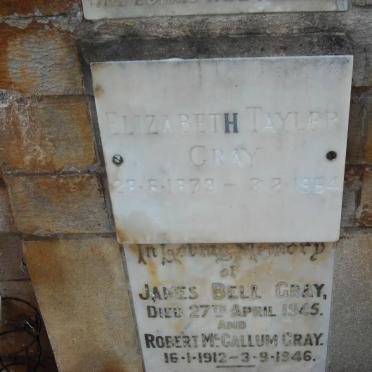 ELIZABETH TAYLOR
GRAY
In Loving Memory
of
JAMES BELL GRAY,
DIED 27TH APRIL 1945.
AND
ROBERT McCALLUM GRAY.
16-1-1912-3-9-1946.